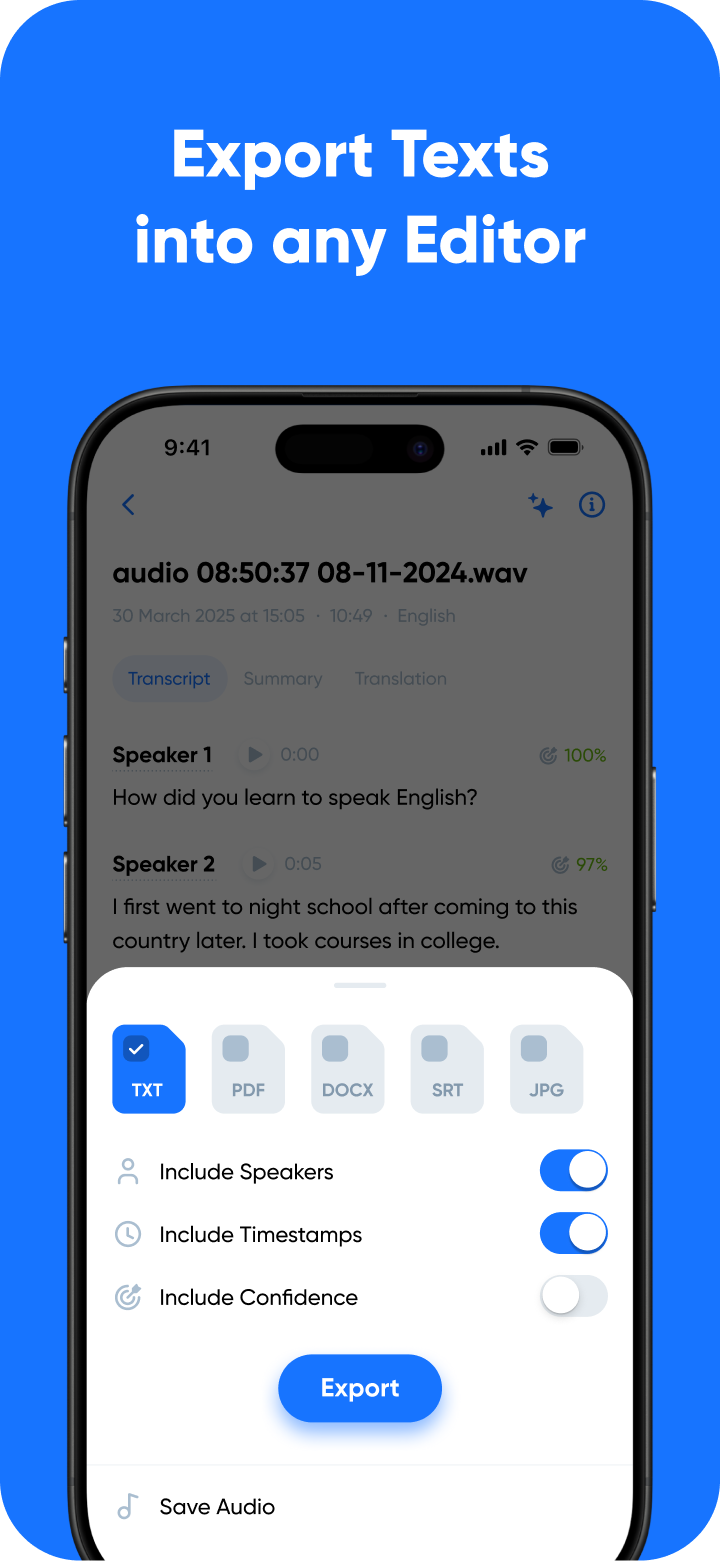 Export Texts
into any Editor
9:41
audio 08:50:37 08-11-2024.wav
30 March 2025 at 15:05 · 10:49 · English
Transcript Summary Translation
Speaker 1 0:00 100%
How did you learn to speak English?
Speaker 2 0:05 97%
I first went to night school after coming to this
country later. I took courses in college.
TXT PDF DOCX SRT JPG
Include Speakers
Include Timestamps
Include Confidence
Export
Save Audio